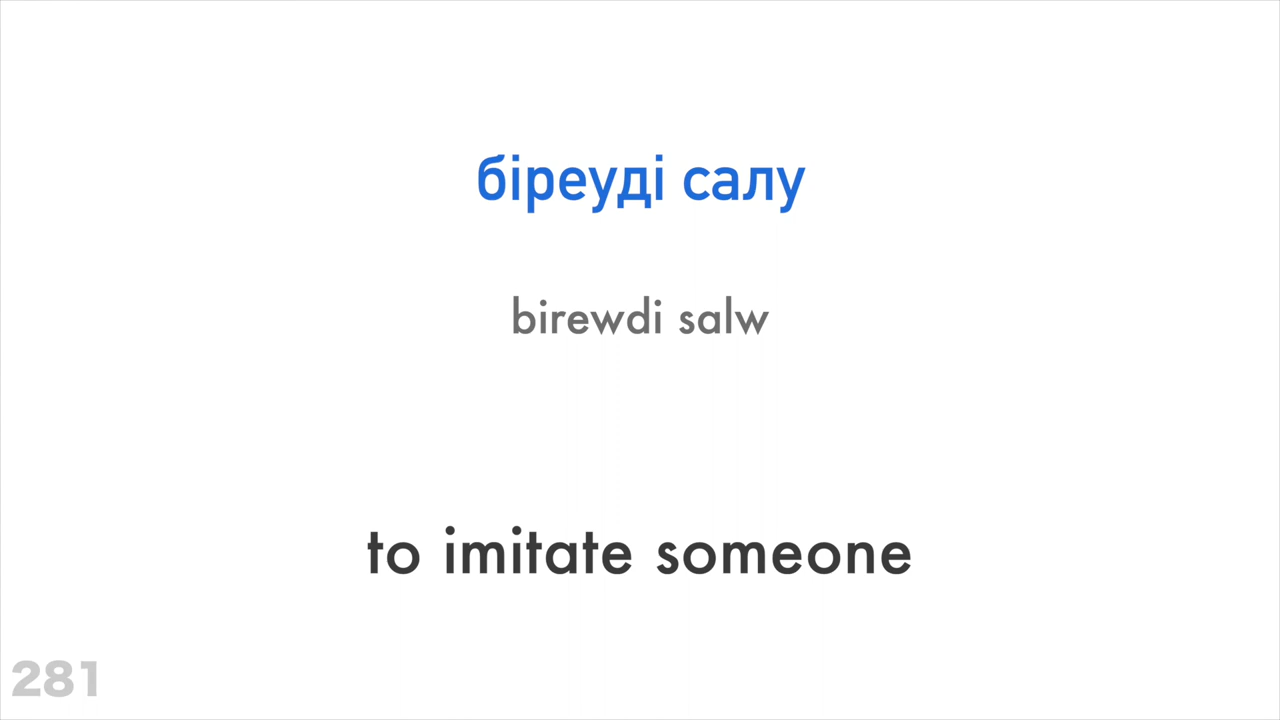 біреуді салу
birewdi salw
to imitate someone
281